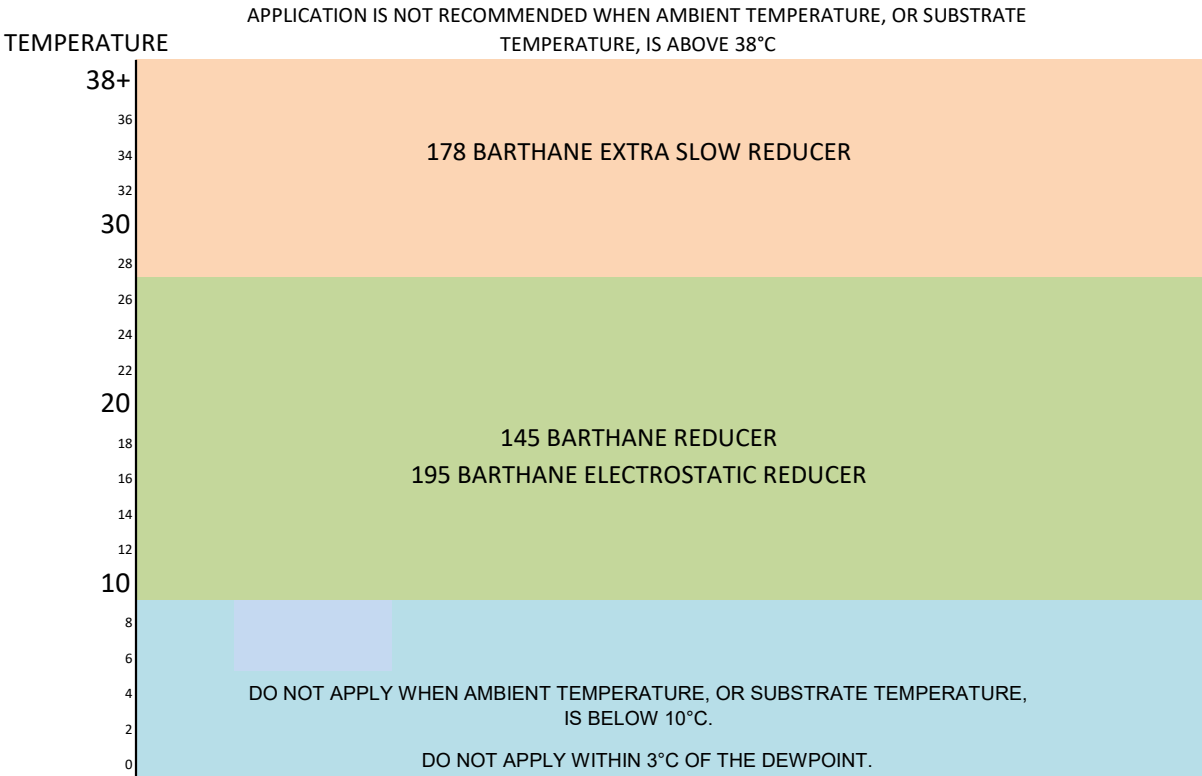 APPLICATION IS NOT RECOMMENDED WHEN AMBIENT TEMPERATURE, OR SUBSTRATE
TEMPERATURE, IS ABOVE 38°C
TEMPERATURE
38+
36
34
178 BARTHANE EXTRA SLOW REDUCER
32
30
28
26
24
22
20
18
145 BARTHANE REDUCER
16
195 BARTHANE ELECTROSTATIC REDUCER
14
12
10
8
6
4
DO NOT APPLY WHEN AMBIENT TEMPERATURE, OR SUBSTRATE TEMPERATURE,
IS BELOW 10°C.
2
0
DO NOT APPLY WITHIN 3°C OF THE DEWPOINT.